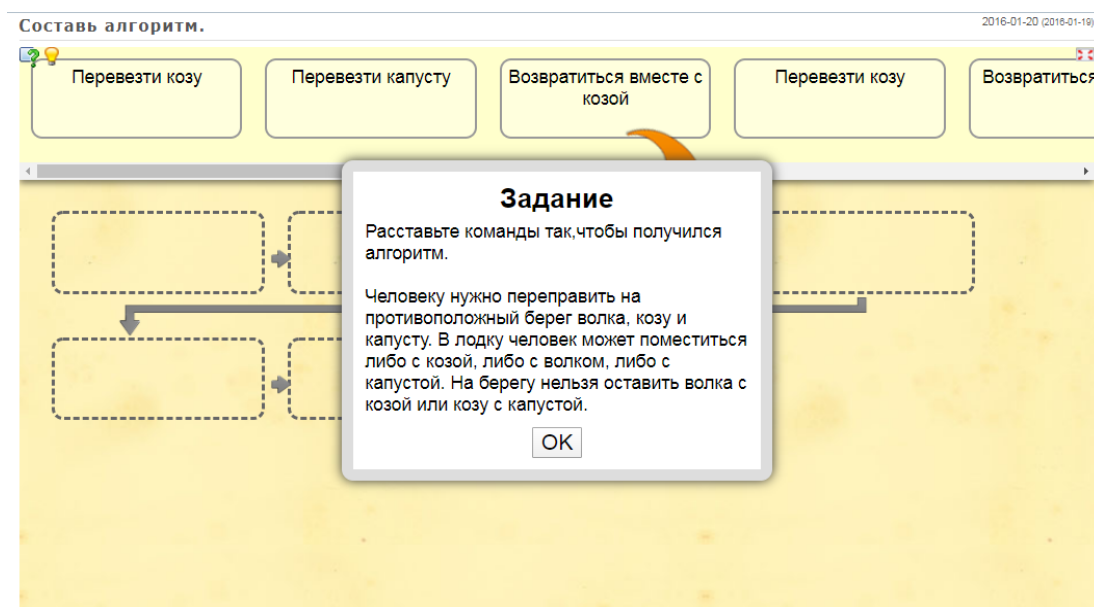 Составь алгоритм.
2016-01-20 (2016-01-19)
Перевезти козу
Перевезти капусту
Возвратиться вместе с
козой
Перевезти козу
Возвратиться
Задание
Расставьте команды так,чтобы получился
алгоритм.
Человеку нужно переправить на
противоположный берег волка, козу и
капусту. В лодку человек может поместиться
либо с козой, либо с волком, либо с
капустой. На берегу нельзя оставить волка с
козой или козу с капустой.
OK